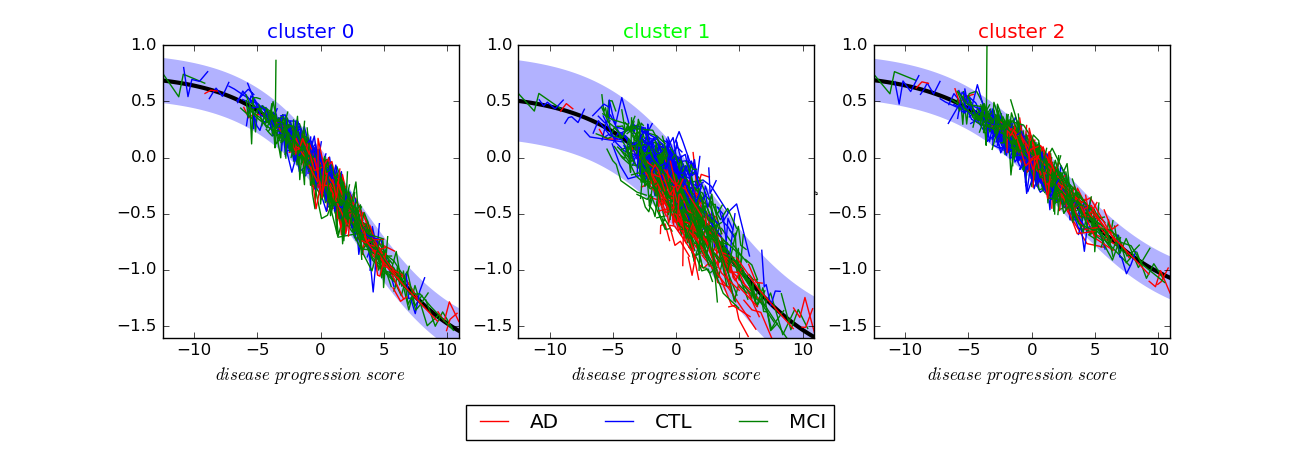 cluster 0 cluster 1 cluster 2
1.0 1.0 1.0
0.5 0.5 0.5
0.0 0.0 0.0
−0.5 −0.5 −0.5
−1.0 −1.0 −1.0
−1.5 −1.5 −1.5
−10 −5 0 5 10 −10 −5 0 5 10 −10 −5 0 5 10
disease progression score disease progression score disease progression score
AD CTL MCI